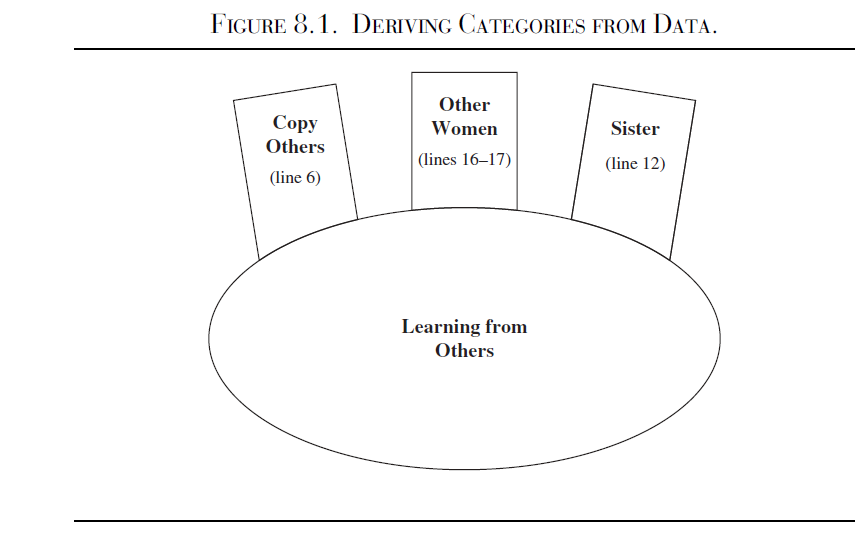 FIGURE 8.1. DERIVING CATEGORIES FROM DATA.
Copy
Others
(line 6)
Other
Women
(lines 16–17)
Sister
(line 12)
Learning from
Others